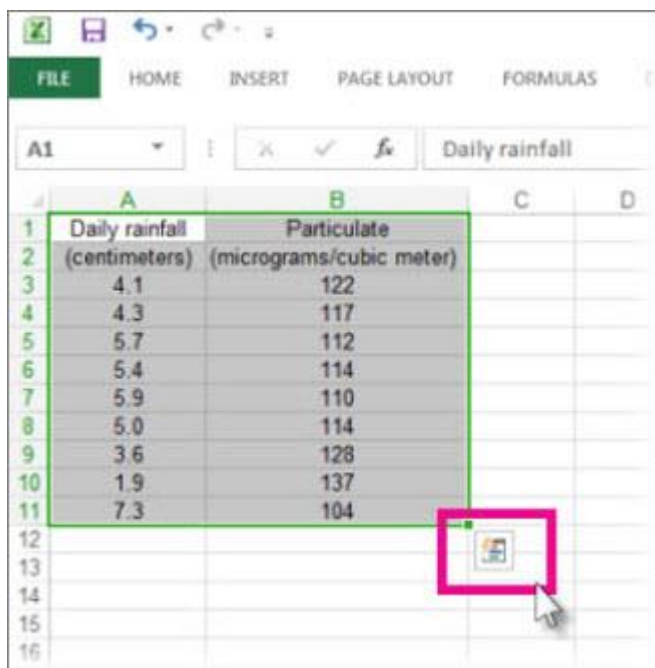 FILE HOME INSERT PAGE LAYOUT FORMULAS
A1 fx Daily rainfall
A B C D
1 Daily rainfall Particulate
2 (centimeters) (micrograms/cubic meter)
3 4.1 122
4 4.3 117
5 5.7 112
6 5.4 114
7 5.9 110
8 5.0 114
9 3.6 128
10 1.9 137
11 7.3 104
12
13
14
15
16